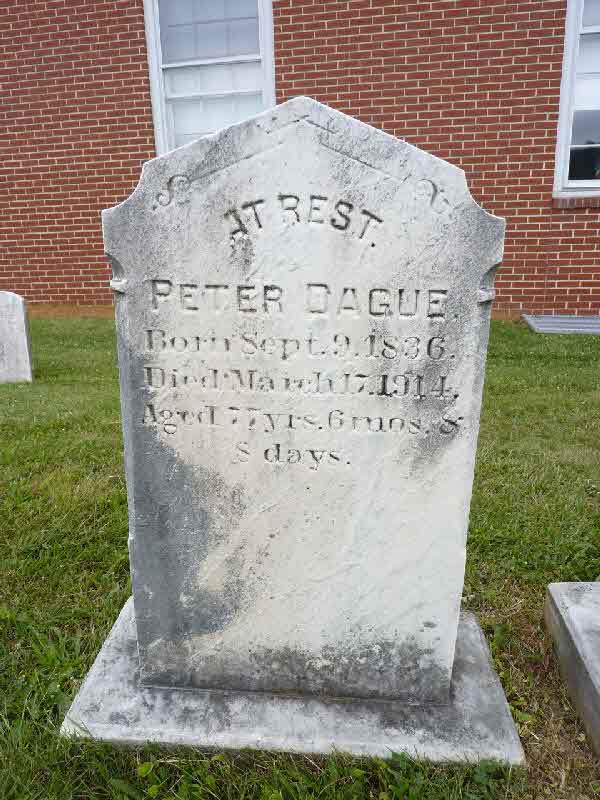 AT REST.
PETER DAGUE.
Born Sept. 9. 1836.
Died March 17. 1914.
Aged 77 yrs. 6 mos. &
8 days.